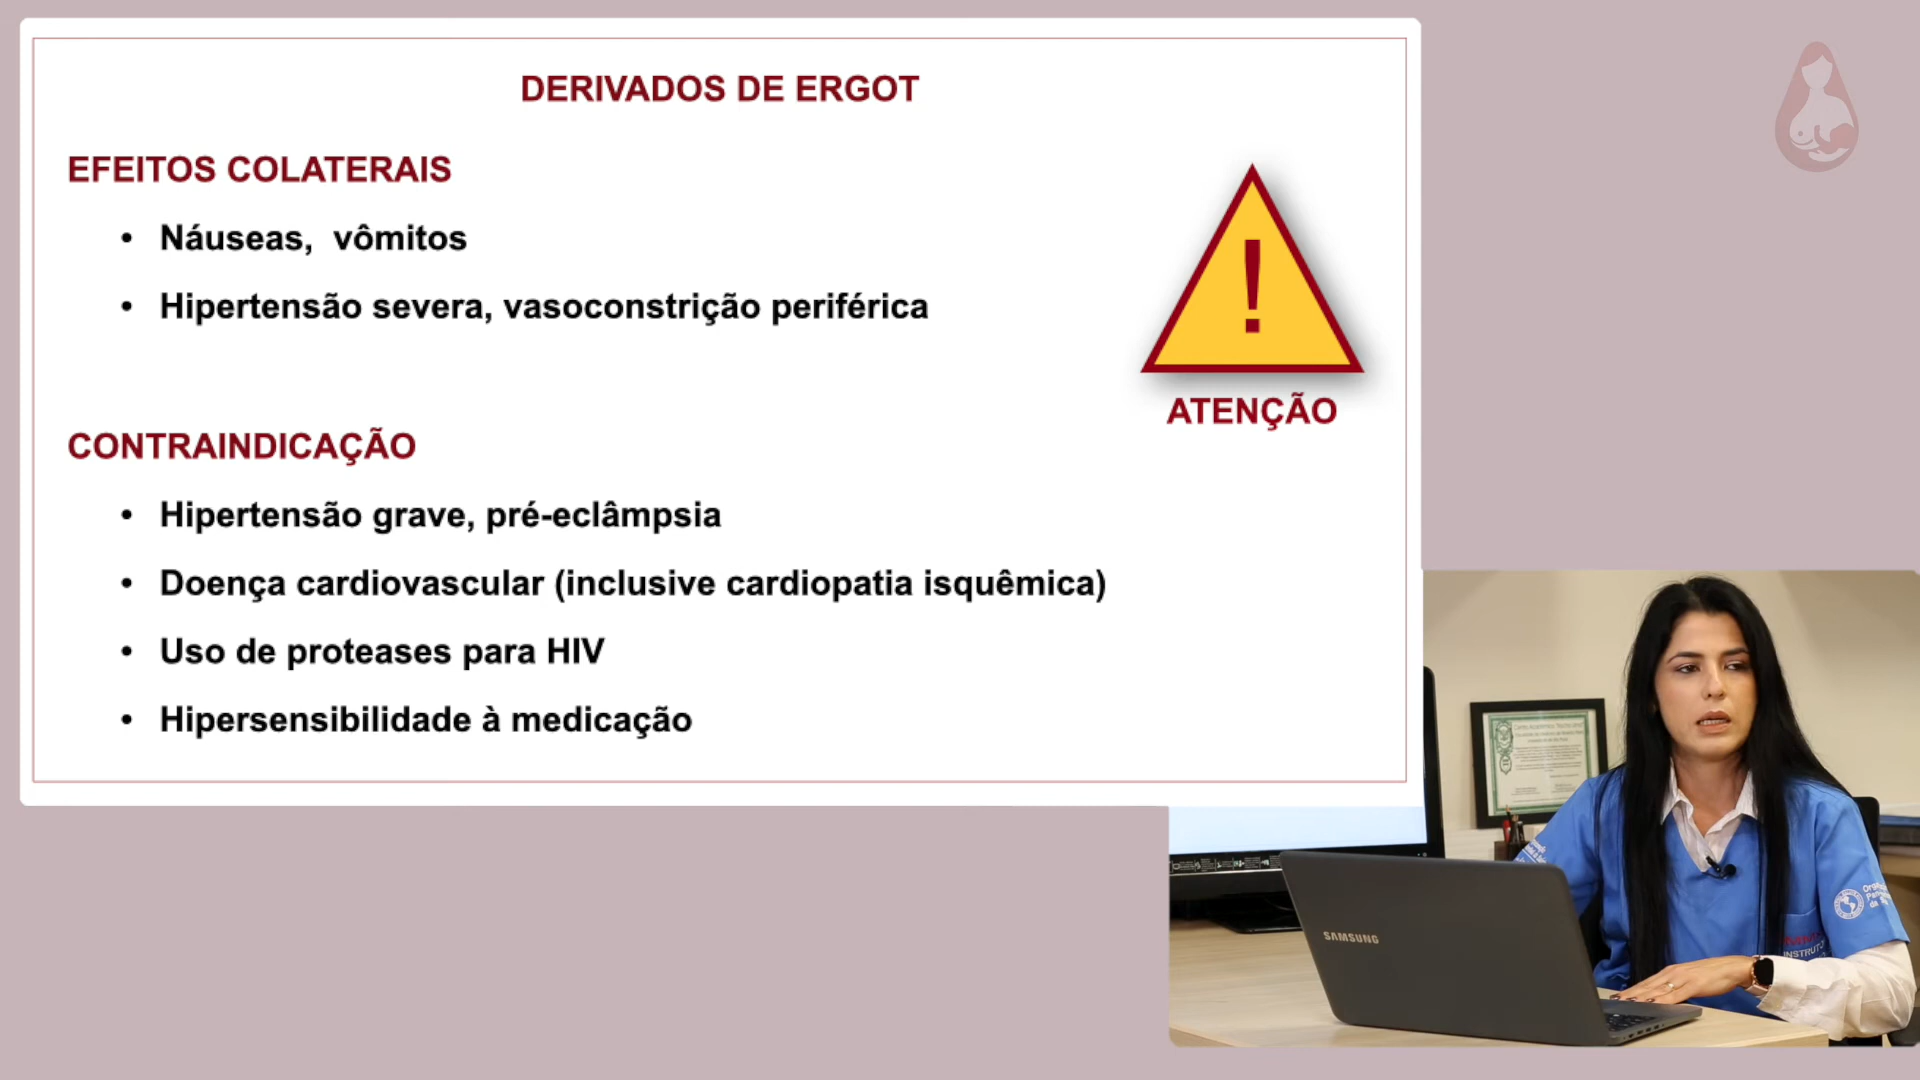 DERIVADOS DE ERGOT
EFEITOS COLATERAIS
• Náuseas, vômitos
• Hipertensão severa, vasoconstrição periférica
ATENÇÃO
CONTRAINDICAÇÃO
• Hipertensão grave, pré-eclâmpsia
• Doença cardiovascular (inclusive cardiopatia isquêmica)
• Uso de proteases para HIV
• Hipersensibilidade à medicação
SAMSUNG